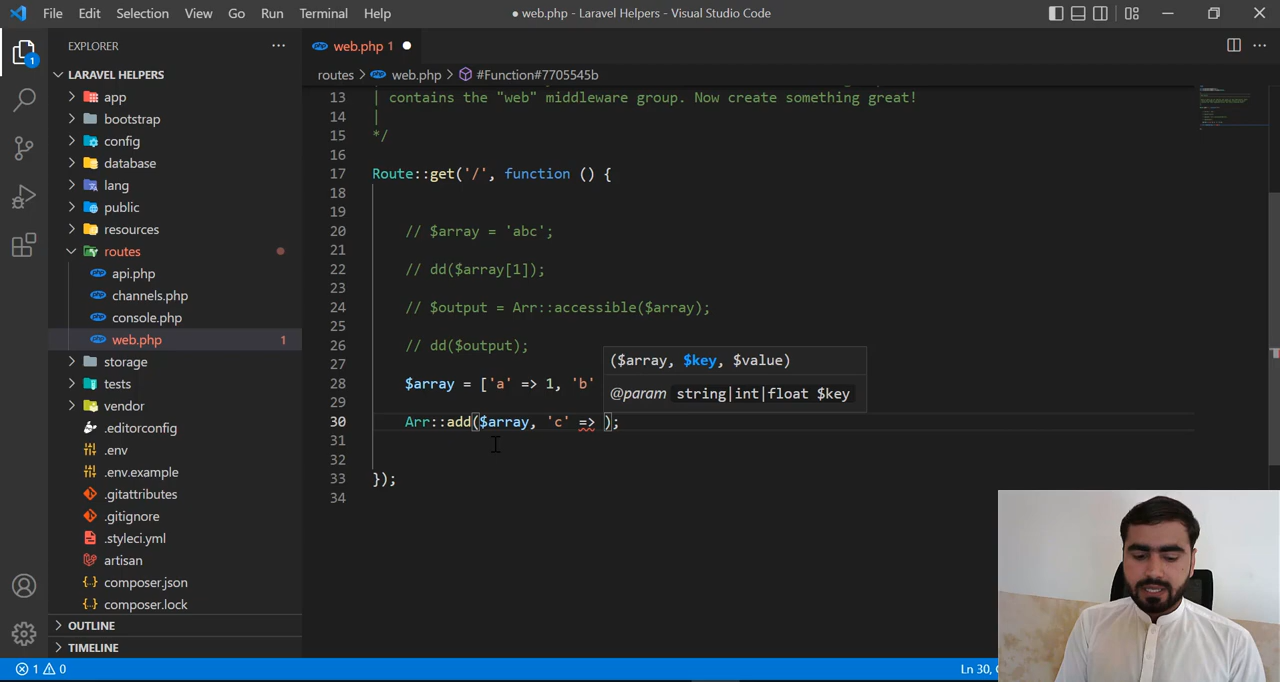 File Edit Selection View Go Run Terminal Help
● web.php - Laravel Helpers - Visual Studio Code
EXPLORER
1
LARAVEL HELPERS
app
bootstrap
config
database
lang
public
resources
routes
api.php
channels.php
console.php
web.php 1
storage
tests
vendor
.editorconfig
.env
.env.example
.gitattributes
.gitignore
.styleci.yml
artisan
composer.json
composer.lock
OUTLINE
TIMELINE
web.php 1
routes > web.php > #Function#7705545b
13 | contains the "web" middleware group. Now create something great!
14 |
15 */
16
17 Route::get('/', function () {
18
19
20 // $array = 'abc';
21
22 // dd($array[1]);
23
24 // $output = Arr::accessible($array);
25
26 // dd($output);
27
28 $array = ['a' => 1, 'b'
29
30 Arr::add($array, 'c' => );
31
32
33 });
34
($array, $key, $value)
@param string|int|float $key
1 0
Ln 30,